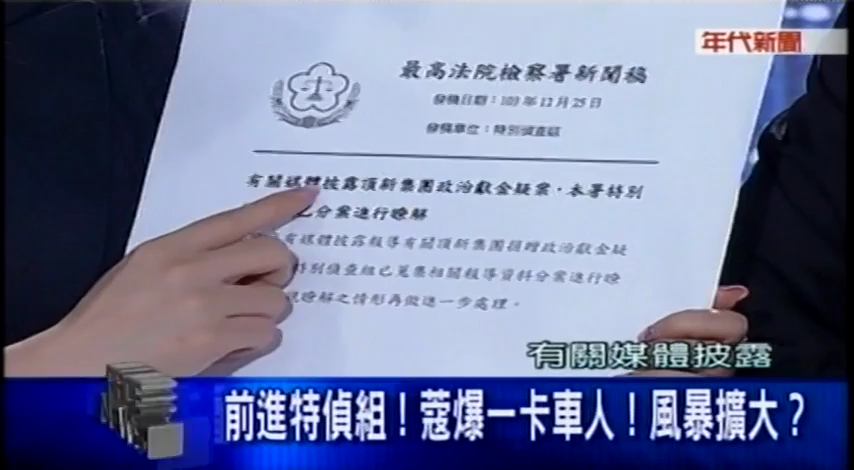 年代新聞
最高法院檢察署新聞稿
發稿日期：103年12月25日
發稿單位：特別偵查組
有關媒體披露頂新集團政治獻金疑案，本署特別
已分案進行瞭解
有媒體披露報導有關頂新集團捐贈政治獻金疑
特別偵查組已蒐集相關報導資料分案進行瞭
瞭解之情形再做進一步處理。
有關媒體披露
前進特偵組！蔻爆一卡車人！風暴擴大？